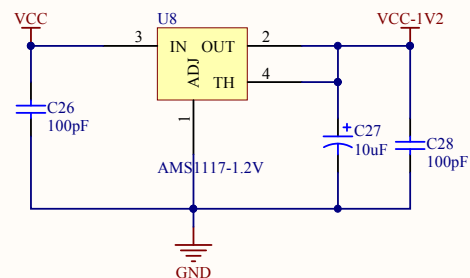 VCC
U8
VCC-1V2
3
IN
OUT
2
ADJ
TH
4
1
C26
100pF
C27
10uF
C28
100pF
AMS1117-1.2V
GND